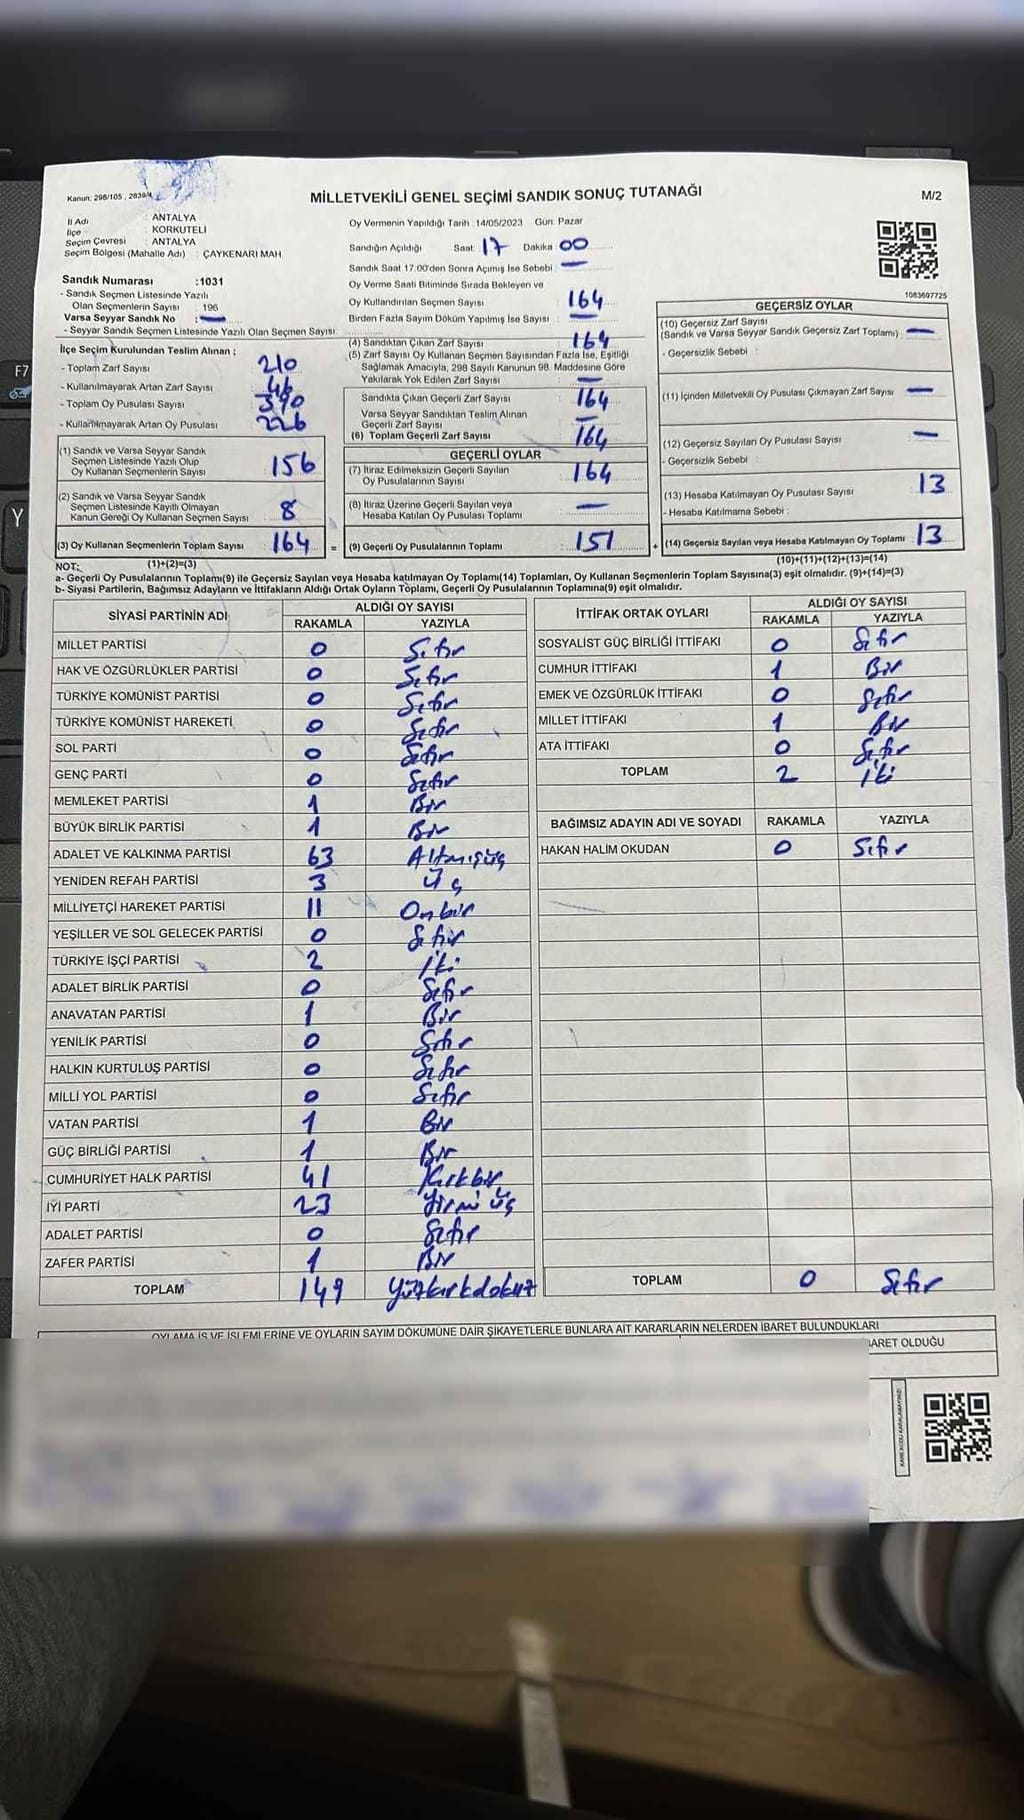 Kanun: 298/105, 2839/4
MİLLETVEKİLİ GENEL SEÇİMİ SANDIK SONUÇ TUTANAĞI
M/2
İl Adı : ANTALYA
İlçe : KORKUTELİ
Seçim Çevresi : ANTALYA
Seçim Bölgesi (Mahalle Adı) : ÇAYKENARI MAH.
Sandık Numarası :1031
- Sandık Seçmen Listesinde Yazılı
Olan Seçmenlerin Sayısı : 196
Varsa Seyyar Sandık No : —
- Seyyar Sandık Seçmen Listesinde Yazılı Olan Seçmen Sayısı:
İlçe Seçim Kurulundan Teslim Alınan ;
- Toplam Zarf Sayısı : 210
- Kullanılmayarak Artan Zarf Sayısı : 46
- Toplam Oy Pusulası Sayısı : 390
- Kullanılmayarak Artan Oy Pusulası : 226
(1) Sandık ve Varsa Seyyar Sandık
Seçmen Listesinde Yazılı Olup
Oy Kullanan Seçmenlerin Sayısı : 156
(2) Sandık ve Varsa Seyyar Sandık
Seçmen Listesinde Kayıtlı Olmayan
Kanun Gereği Oy Kullanan Seçmen Sayısı : 8
(3) Oy Kullanan Seçmenlerin Toplam Sayısı : 164
(1)+(2)=(3)
Oy Vermenin Yapıldığı Tarih : 14/05/2023 Gün: Pazar
Sandığın Açıldığı Saat: 17 Dakika : 00
Sandık Saat 17:00'den Sonra Açımış İse Sebebi : —
Oy Verme Saati Bitiminde Sırada Bekleyen ve
Oy Kullandırılan Seçmen Sayısı : 164
Birden Fazla Sayım Döküm Yapılmış İse Sayısı : —
(4) Sandıktan Çıkan Zarf Sayısı : 164
(5) Zarf Sayısı Oy Kullanan Seçmen Sayısından Fazla İse, Eşitliği
Sağlamak Amacıyla, 298 Sayılı Kanunun 98. Maddesine Göre
Yakılarak Yok Edilen Zarf Sayısı : —
Sandıkta Çıkan Geçerli Zarf Sayısı : 164
Varsa Seyyar Sandıktan Teslim Alınan
Geçerli Zarf Sayısı : —
(6) Toplam Geçerli Zarf Sayısı : 164
GEÇERLİ OYLAR
(7) İtiraz Edilmeksizin Geçerli Sayılan
Oy Pusulalarının Sayısı : 164
(8) İtiraz Üzerine Geçerli Sayılan veya
Hesaba Katılan Oy Pusulası Toplamı : —
= (9) Geçerli Oy Pusulalarının Toplamı : 151
1083697725
GEÇERSİZ OYLAR
(10) Geçersiz Zarf Sayısı
(Sandık ve Varsa Seyyar Sandık Geçersiz Zarf Toplamı) : —
- Geçersizlik Sebebi :
(11) İçinden Milletvekili Oy Pusulası Çıkmayan Zarf Sayısı : —
(12) Geçersiz Sayılan Oy Pusulası Sayısı : —
- Geçersizlik Sebebi :
(13) Hesaba Katılmayan Oy Pusulası Sayısı : 13
- Hesaba Katılmama Sebebi :
+ (14) Geçersiz Sayılan veya Hesaba Katılmayan Oy Toplamı : 13
(10)+(11)+(12)+(13)=(14)
NOT:
a- Geçerli Oy Pusulalarının Toplamı(9) ile Geçersiz Sayılan veya Hesaba katılmayan Oy Toplamı(14) Toplamları, Oy Kullanan Seçmenlerin Toplam Sayısına(3) eşit olmalıdır. (9)+(14)=(3)
b- Siyasi Partilerin, Bağımsız Adayların ve İttifakların Aldığı Ortak Oyların Toplamı, Geçerli Oy Pusulalarının Toplamına(9) eşit olmalıdır.
SİYASİ PARTİNİN ADI ALDIĞI OY SAYISI
RAKAMLA YAZIYLA
MİLLET PARTİSİ 0 Sıfır
HAK VE ÖZGÜRLÜKLER PARTİSİ 0 Sıfır
TÜRKİYE KOMÜNİST PARTİSİ 0 Sıfır
TÜRKİYE KOMÜNİST HAREKETİ 0 Sıfır
SOL PARTİ 0 Sıfır
GENÇ PARTİ 0 Sıfır
MEMLEKET PARTİSİ 1 Bir
BÜYÜK BİRLİK PARTİSİ 1 Bir
ADALET VE KALKINMA PARTİSİ 63 Altmışüç
YENİDEN REFAH PARTİSİ 3 Üç
MİLLİYETÇİ HAREKET PARTİSİ 11 Onbir
YEŞİLLER VE SOL GELECEK PARTİSİ 0 Sıfır
TÜRKİYE İŞÇİ PARTİSİ 2 İki
ADALET BİRLİK PARTİSİ 0 Sıfır
ANAVATAN PARTİSİ 1 Bir
YENİLİK PARTİSİ 0 Sıfır
HALKIN KURTULUŞ PARTİSİ 0 Sıfır
MİLLİ YOL PARTİSİ 0 Sıfır
VATAN PARTİSİ 1 Bir
GÜÇ BİRLİĞİ PARTİSİ 1 Bir
CUMHURİYET HALK PARTİSİ 41 Kırkbir
İYİ PARTİ 23 Yirmi üç
ADALET PARTİSİ 0 Sıfır
ZAFER PARTİSİ 1 Bir
TOPLAM 149 Yüzkırkdokuz
İTTİFAK ORTAK OYLARI ALDIĞI OY SAYISI
RAKAMLA YAZIYLA
SOSYALİST GÜÇ BİRLİĞİ İTTİFAKI 0 Sıfır
CUMHUR İTTİFAKI 1 Bir
EMEK VE ÖZGÜRLÜK İTTİFAKI 0 Sıfır
MİLLET İTTİFAKI 1 Bir
ATA İTTİFAKI 0 Sıfır
TOPLAM 2 İki
BAĞIMSIZ ADAYIN ADI VE SOYADI RAKAMLA YAZIYLA
HAKAN HALİM OKUDAN 0 Sıfır
TOPLAM 0 Sıfır
OYLAMA İŞ VE İŞLEMLERİNE VE OYLARIN SAYIM DÖKÜMÜNE DAİR ŞİKAYETLERLE BUNLARA AİT KARARLARIN NELERDEN İBARET BULUNDUKLARI
BARET OLDUĞU
KARE KODU KARALAMAYINIZ!
F7
Y